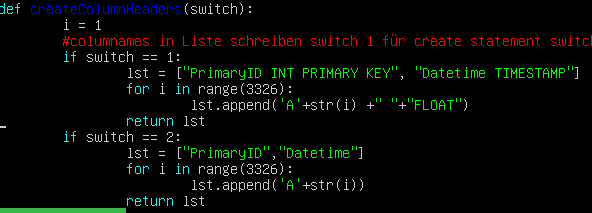 def createColumnHeaders(switch):
i = 1
#columnames in Liste schreiben switch 1 für create statement switch
if switch == 1:
lst = ["PrimaryID INT PRIMARY KEY", "Datetime TIMESTAMP"]
for i in range(3326):
lst.append('A'+str(i) +" "+"FLOAT")
return lst
if switch == 2:
lst = ["PrimaryID","Datetime"]
for i in range(3326):
lst.append('A'+str(i))
return lst